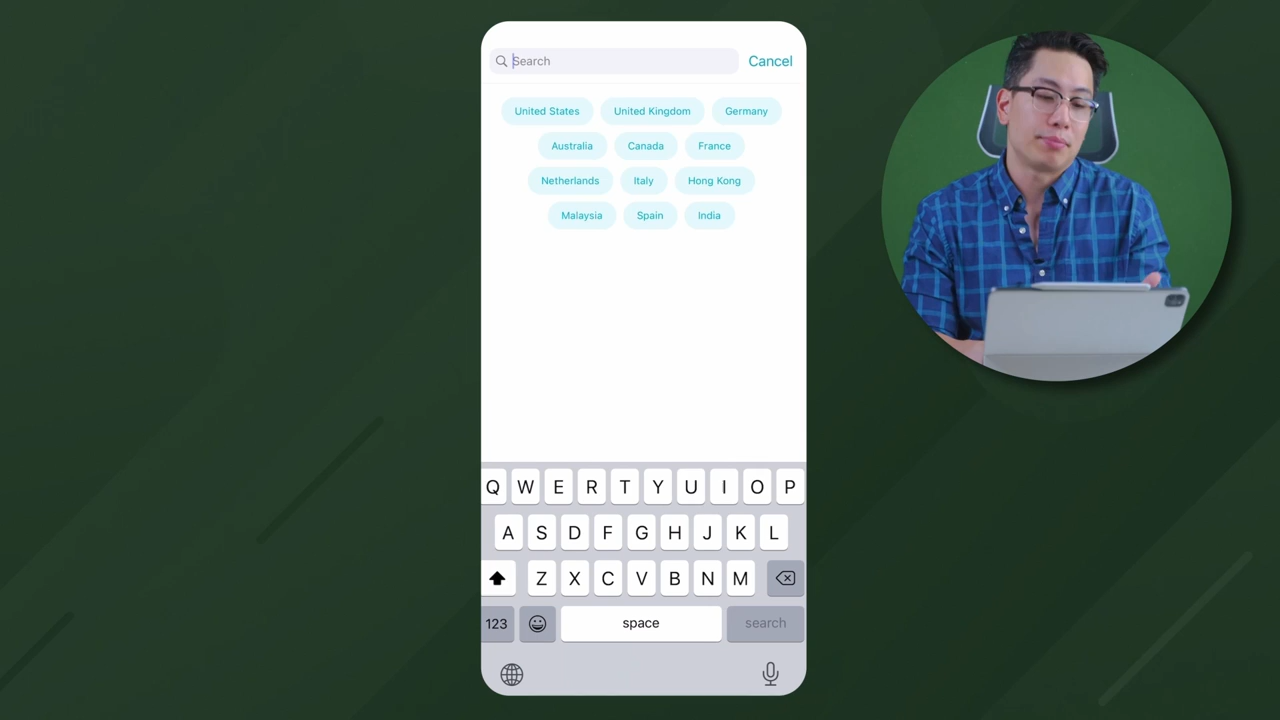 Search
Cancel
United States
United Kingdom
Germany
Australia
Canada
France
Netherlands
Italy
Hong Kong
Malaysia
Spain
India
Q W E R T Y U I O P
A S D F G H J K L
Z X C V B N M
123
space
search